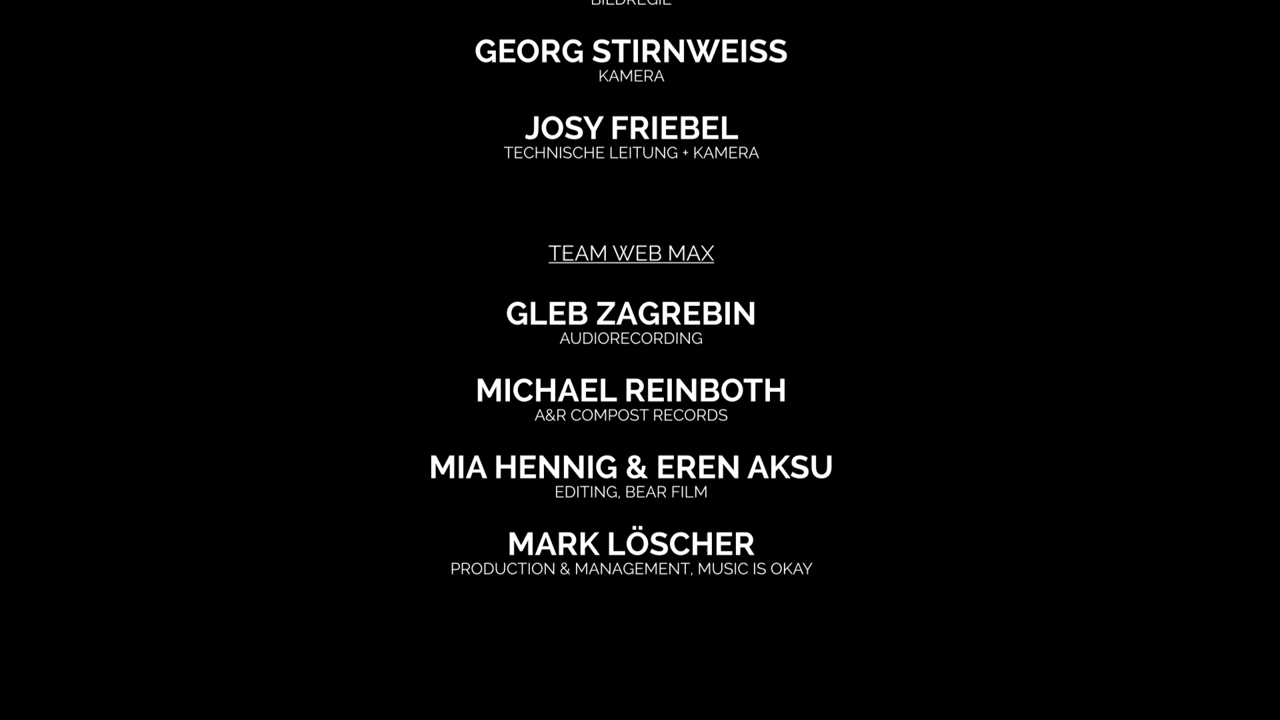 BILDREGIE
GEORG STIRNWEISS
KAMERA
JOSY FRIEBEL
TECHNISCHE LEITUNG + KAMERA
TEAM WEB MAX
GLEB ZAGREBIN
AUDIORECORDING
MICHAEL REINBOTH
A&R COMPOST RECORDS
MIA HENNIG & EREN AKSU
EDITING, BEAR FILM
MARK LÖSCHER
PRODUCTION & MANAGEMENT, MUSIC IS OKAY